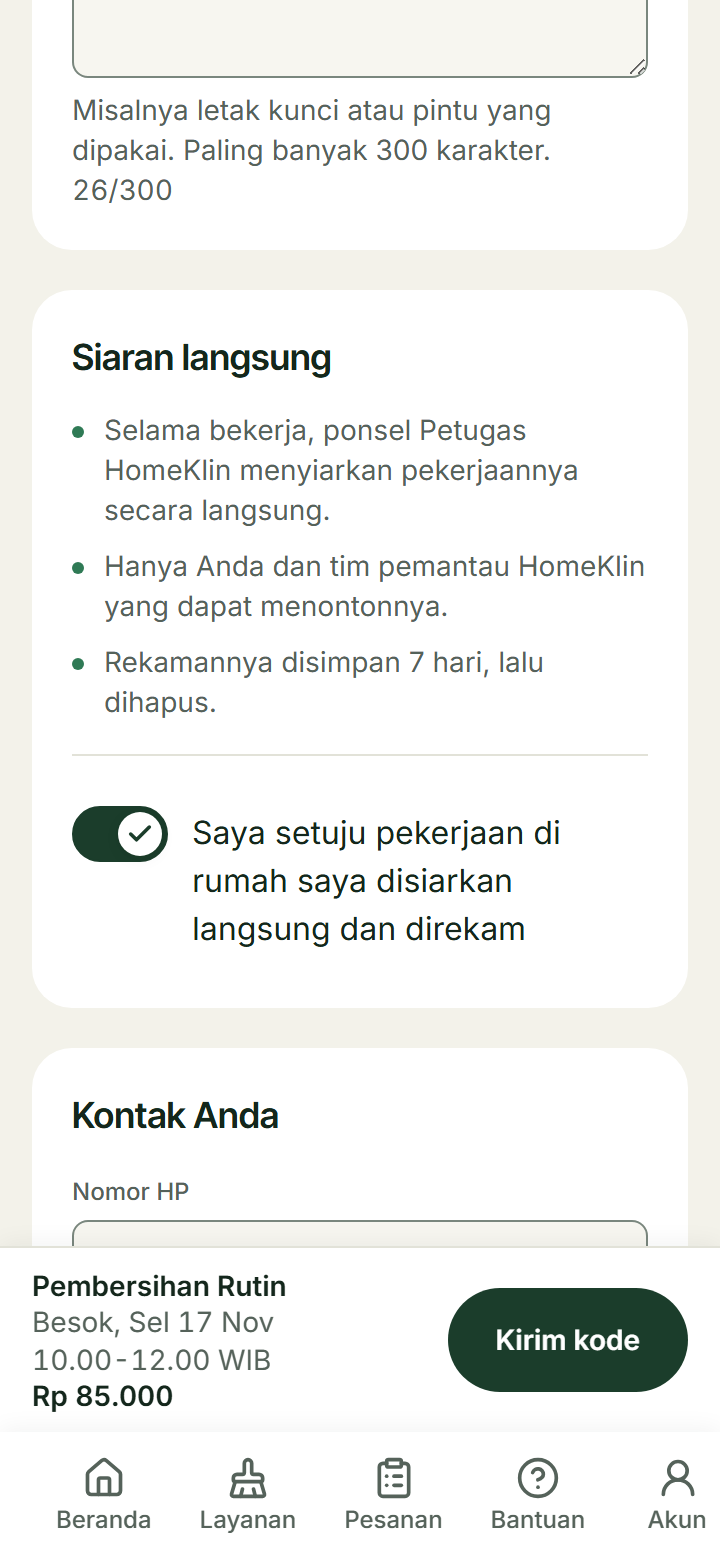 Misalnya letak kunci atau pintu yang
dipakai. Paling banyak 300 karakter.
26/300
Siaran langsung
Selama bekerja, ponsel Petugas
HomeKlin menyiarkan pekerjaannya
secara langsung.
Hanya Anda dan tim pemantau HomeKlin
yang dapat menontonnya.
Rekamannya disimpan 7 hari, lalu
dihapus.
Saya setuju pekerjaan di
rumah saya disiarkan
langsung dan direkam
Kontak Anda
Nomor HP
Pembersihan Rutin
Besok, Sel 17 Nov
10.00-12.00 WIB
Rp 85.000
Kirim kode
Beranda
Layanan
Pesanan
Bantuan
Akun